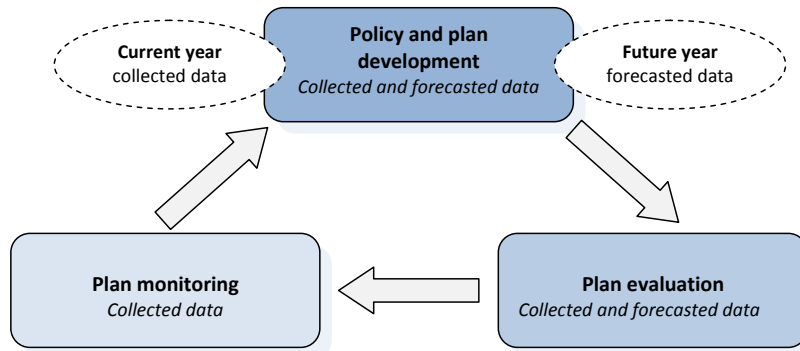 Current year
collected data
Policy and plan
development
Collected and forecasted data
Future year
forecasted data
Plan monitoring
Collected data
Plan evaluation
Collected and forecasted data